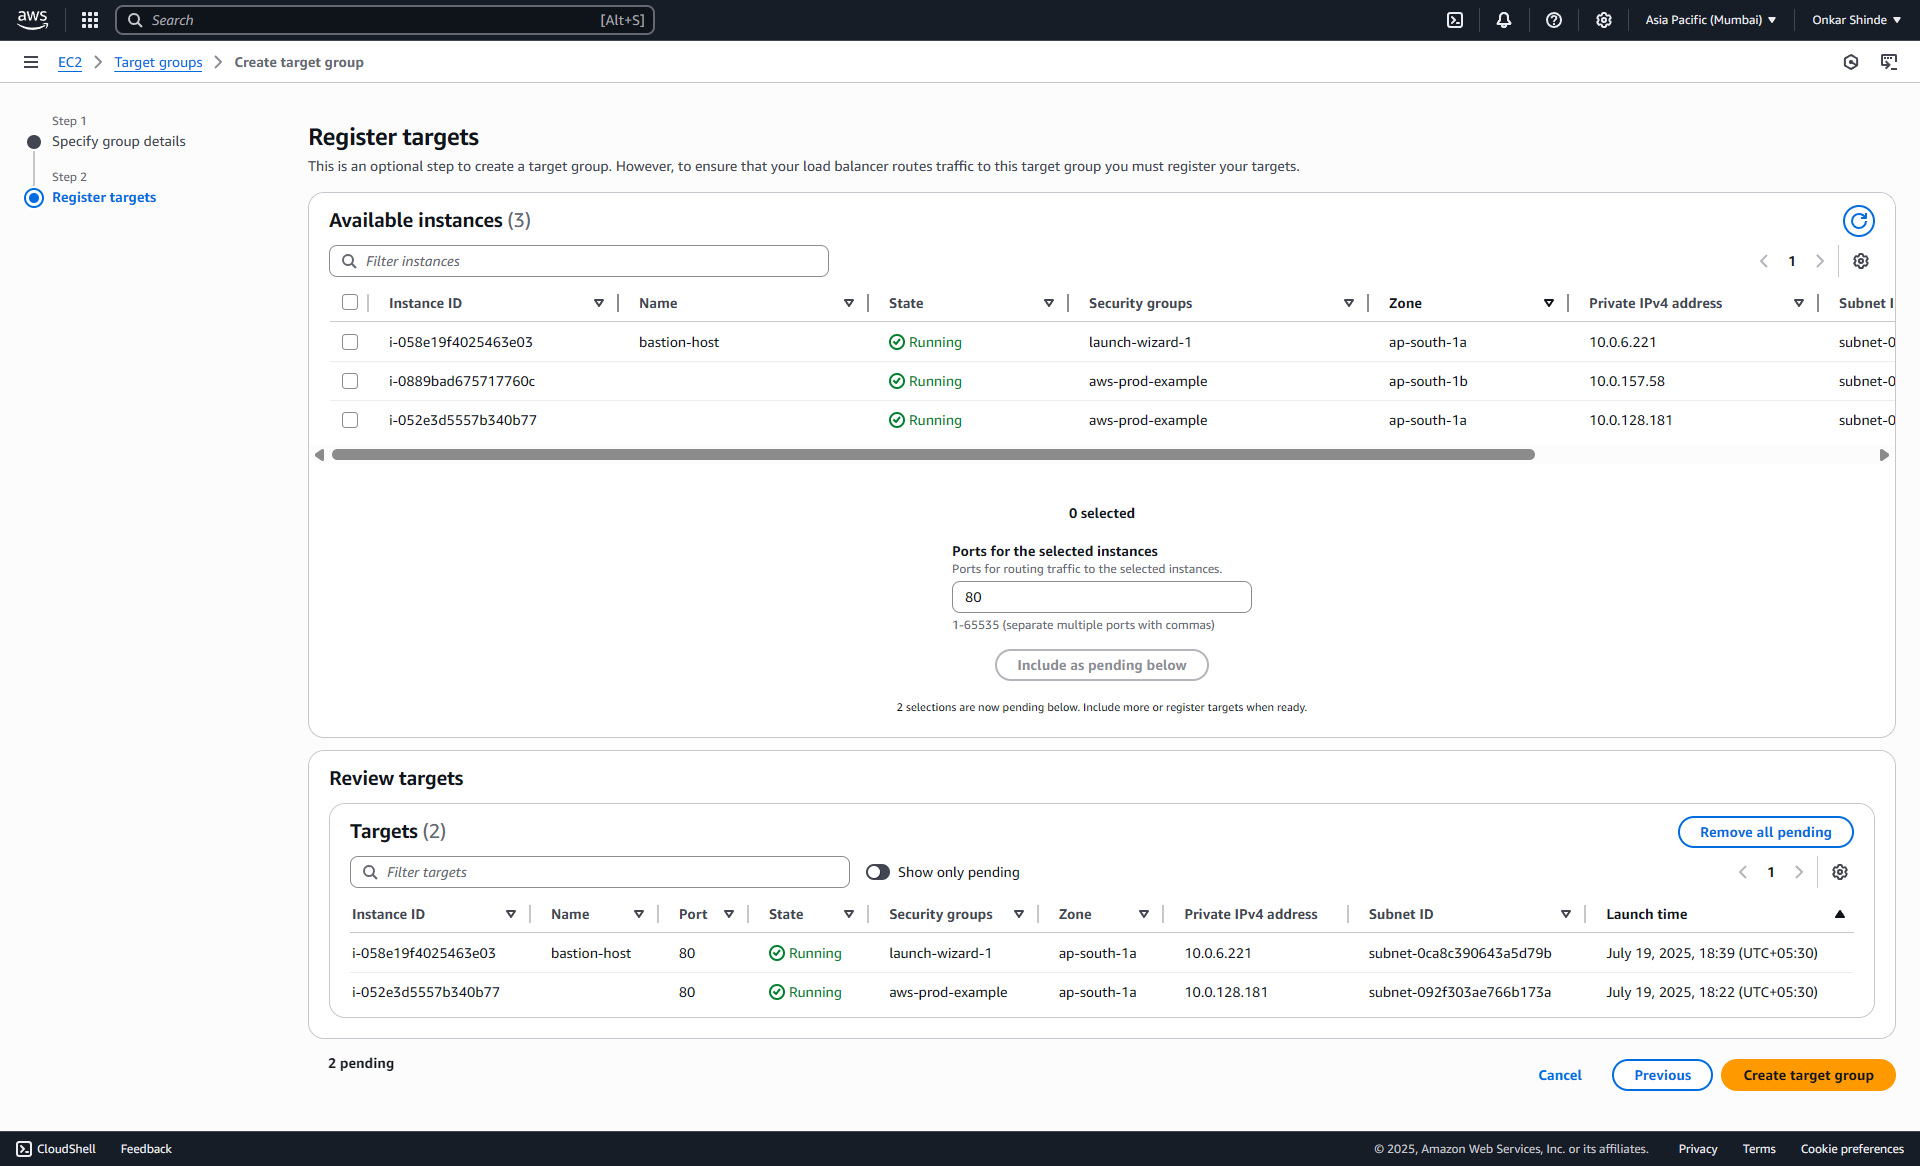 aws
Search [Alt+S]
Asia Pacific (Mumbai)
Onkar Shinde
EC2
Target groups
Create target group
Step 1
Specify group details
Step 2
Register targets
Register targets
This is an optional step to create a target group. However, to ensure that your load balancer routes traffic to this target group you must register your targets.
Available instances (3)
Filter instances
1
Instance ID Name State Security groups Zone Private IPv4 address Subnet I
i-058e19f4025463e03 bastion-host Running launch-wizard-1 ap-south-1a 10.0.6.221 subnet-0
i-0889bad675717760c Running aws-prod-example ap-south-1b 10.0.157.58 subnet-0
i-052e3d5557b340b77 Running aws-prod-example ap-south-1a 10.0.128.181 subnet-0
0 selected
Ports for the selected instances
Ports for routing traffic to the selected instances.
80
1-65535 (separate multiple ports with commas)
Include as pending below
2 selections are now pending below. Include more or register targets when ready.
Review targets
Targets (2)
Remove all pending
Filter targets
Show only pending
1
Instance ID Name Port State Security groups Zone Private IPv4 address Subnet ID Launch time
i-058e19f4025463e03 bastion-host 80 Running launch-wizard-1 ap-south-1a 10.0.6.221 subnet-0ca8c390643a5d79b July 19, 2025, 18:39 (UTC+05:30)
i-052e3d5557b340b77 80 Running aws-prod-example ap-south-1a 10.0.128.181 subnet-092f303ae766b173a July 19, 2025, 18:22 (UTC+05:30)
2 pending
Cancel
Previous
Create target group
CloudShell
Feedback
© 2025, Amazon Web Services, Inc. or its affiliates.
Privacy
Terms
Cookie preferences